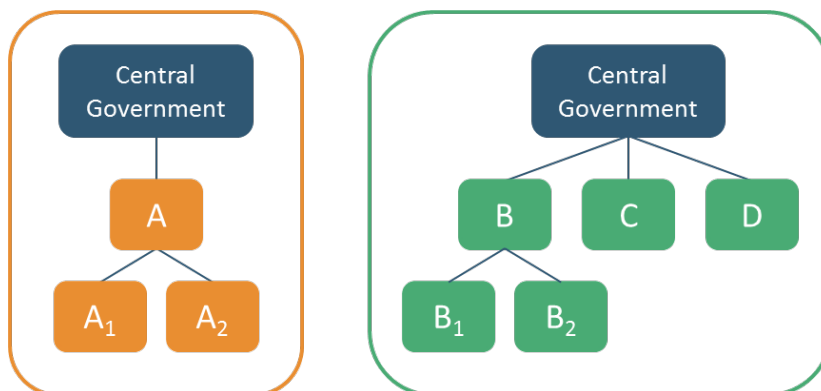 Central
Government
A
A₁ A₂
Central
Government
B C D
B₁ B₂